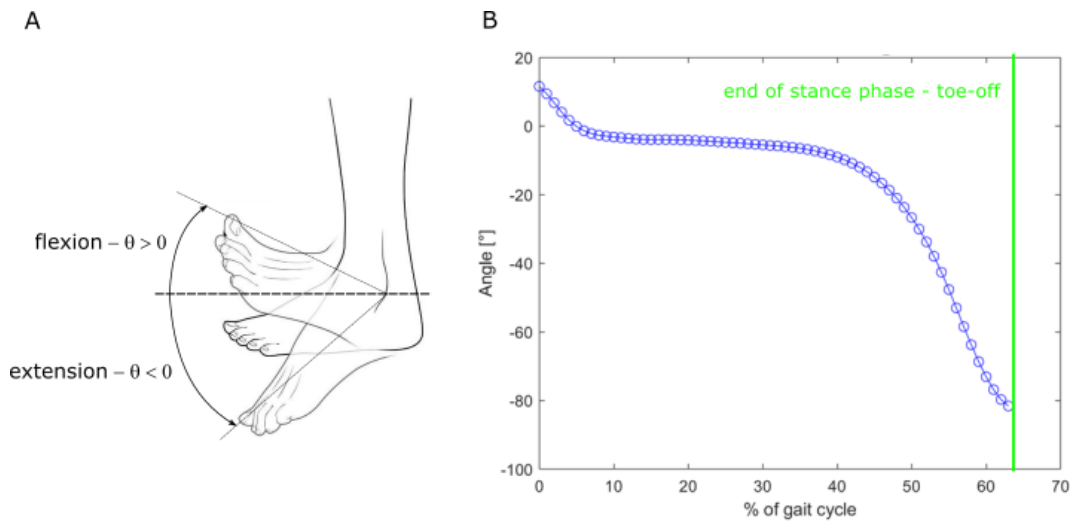 A
flexion – θ > 0
extension – θ < 0
B
end of stance phase - toe-off
20
0
-20
-40
-60
-80
-100
Angle [°]
0 10 20 30 40 50 60 70
% of gait cycle